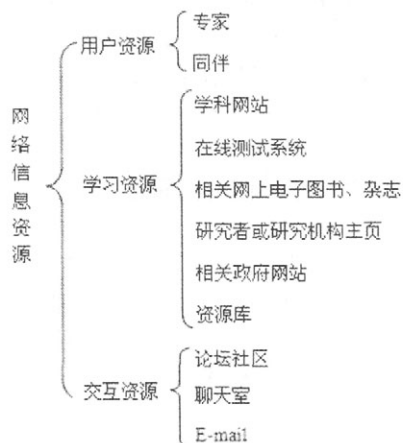 网络信息资源
用户资源
专家
同伴
学习资源
学科网站
在线测试系统
相关网上电子图书、杂志
研究者或研究机构主页
相关政府网站
资源库
交互资源
论坛社区
聊天室
E-mail